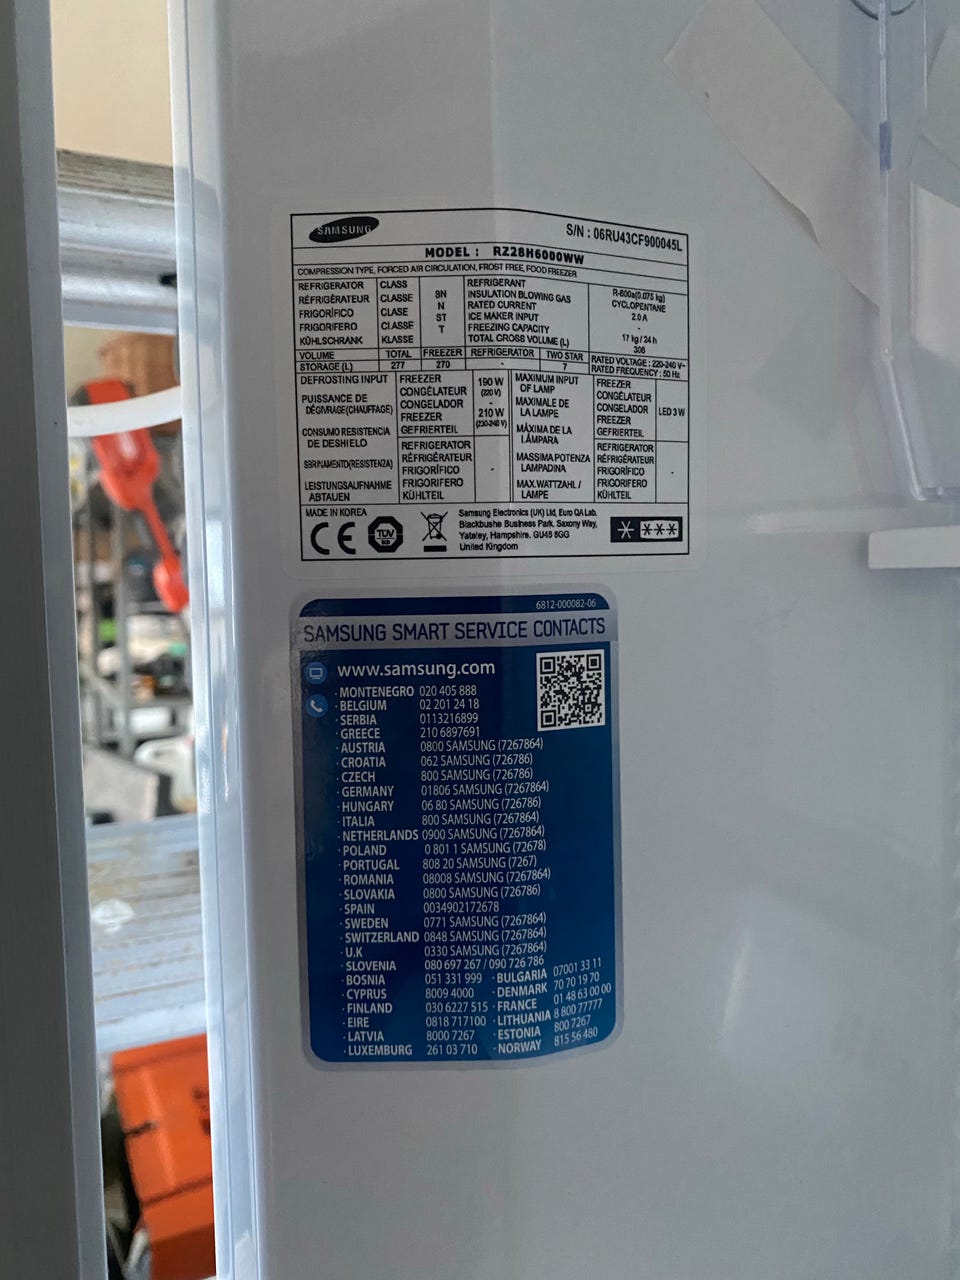 SAMSUNG
S/N : 06RU43CF900045L
MODEL : RZ28H6000WW
COMPRESSION TYPE, FORCED AIR CIRCULATION, FROST FREE, FOOD FREEZER
REFRIGERATOR CLASS
RÉFRIGÉRATEUR CLASSE
FRIGORÍFICO CLASE
FRIGORIFERO CLASSE
KÜHLSCHRANK KLASSE
SN
N
ST
T
REFRIGERANT R-600a(0.075 kg)
INSULATION BLOWING GAS CYCLOPENTANE
RATED CURRENT 2.0 A
ICE MAKER INPUT -
FREEZING CAPACITY 17 kg / 24 h
TOTAL GROSS VOLUME (L) 306
VOLUME TOTAL FREEZER REFRIGERATOR TWO STAR
STORAGE (L) 277 270 - 7
RATED VOLTAGE : 220-240 V~
RATED FREQUENCY : 50 Hz
DEFROSTING INPUT
PUISSANCE DE
DÉGIVRAGE(CHAUFFAGE)
CONSUMO RESISTENCIA
DE DESHIELO
SBRINAMENTO(RESISTENZA)
LEISTUNGSAUFNAHME
ABTAUEN
FREEZER
CONGÉLATEUR
CONGELADOR
FREEZER
GEFRIERTEIL
190 W
(220 V)
-
210 W
(230-240 V)
REFRIGERATOR
RÉFRIGÉRATEUR
FRIGORÍFICO
FRIGORIFERO
KÜHLTEIL
-
MAXIMUM INPUT
OF LAMP
MAXIMALE DE
LA LAMPE
MÁXIMA DE LA
LÁMPARA
MASSIMA POTENZA
LAMPADINA
MAX.WATTZAHL /
LAMPE
FREEZER
CONGÉLATEUR
CONGELADOR
FREEZER
GEFRIERTEIL
LED 3 W
REFRIGERATOR
RÉFRIGÉRATEUR
FRIGORÍFICO
FRIGORIFERO
KÜHLTEIL
-
MADE IN KOREA
CE
TÜV
Samsung Electronics (UK) Ltd, Euro QA Lab.
Blackbushe Business Park. Saxony Way,
Yateley, Hampshire. GU46 6GG
United Kingdom
6812-000082-06
SAMSUNG SMART SERVICE CONTACTS
www.samsung.com
· MONTENEGRO 020 405 888
· BELGIUM 02 201 24 18
· SERBIA 0113216899
· GREECE 210 6897691
· AUSTRIA 0800 SAMSUNG (7267864)
· CROATIA 062 SAMSUNG (726786)
· CZECH 800 SAMSUNG (726786)
· GERMANY 01806 SAMSUNG (7267864)
· HUNGARY 06 80 SAMSUNG (726786)
· ITALIA 800 SAMSUNG (7267864)
· NETHERLANDS 0900 SAMSUNG (7267864)
· POLAND 0 801 1 SAMSUNG (72678)
· PORTUGAL 808 20 SAMSUNG (7267)
· ROMANIA 08008 SAMSUNG (7267864)
· SLOVAKIA 0800 SAMSUNG (726786)
· SPAIN 0034902172678
· SWEDEN 0771 SAMSUNG (7267864)
· SWITZERLAND 0848 SAMSUNG (7267864)
· U.K 0330 SAMSUNG (7267864)
· SLOVENIA 080 697 267 / 090 726 786
· BOSNIA 051 331 999 · BULGARIA 07001 33 11
· CYPRUS 8009 4000 · DENMARK 70 70 19 70
· FINLAND 030 6227 515 · FRANCE 01 48 63 00 00
· EIRE 0818 717100 · LITHUANIA 8 800 77777
· LATVIA 8000 7267 · ESTONIA 800 7267
· LUXEMBURG 261 03 710 · NORWAY 815 56 480